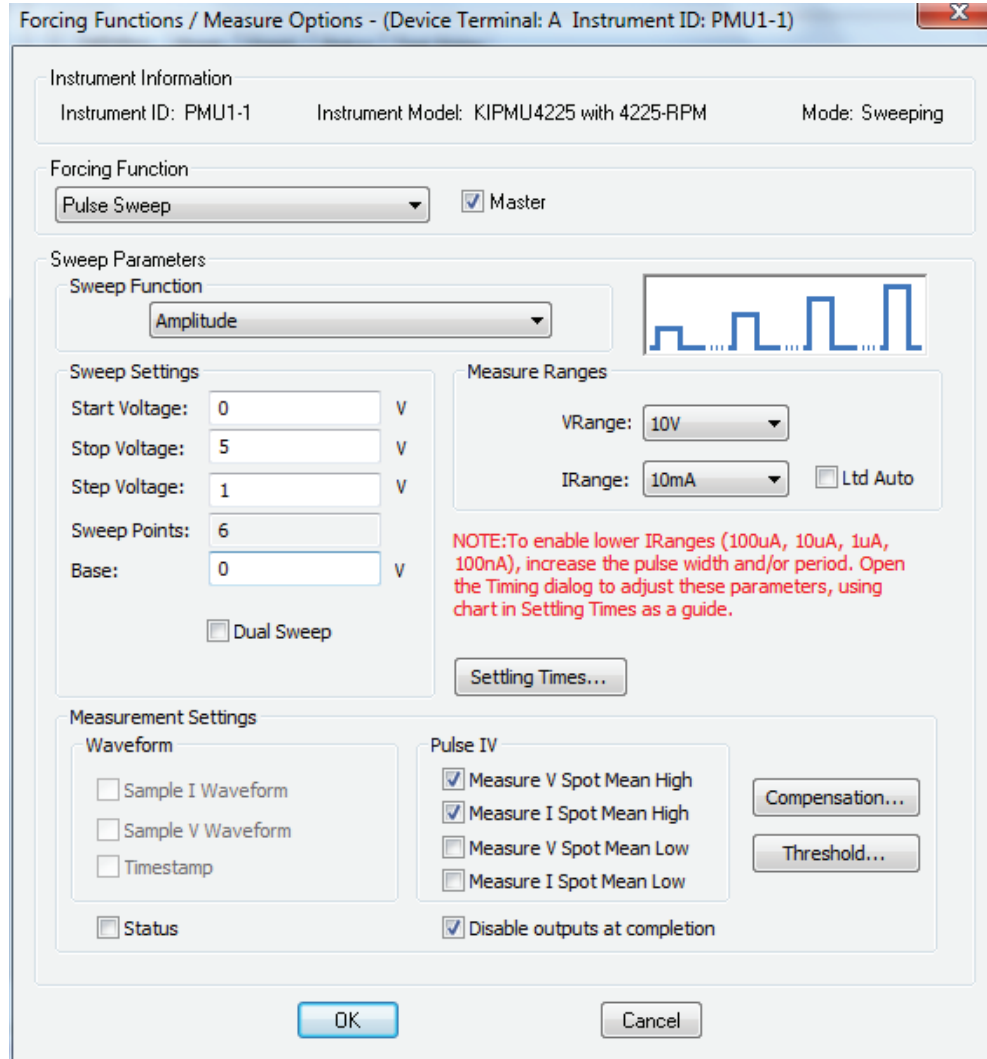 Forcing Functions / Measure Options - (Device Terminal: A Instrument ID: PMU1-1)
Instrument Information
Instrument ID: PMU1-1 Instrument Model: KIPMU4225 with 4225-RPM Mode: Sweeping
Forcing Function
Pulse Sweep Master
Sweep Parameters
Sweep Function
Amplitude
Sweep Settings
Start Voltage: 0 V
Stop Voltage: 5 V
Step Voltage: 1 V
Sweep Points: 6
Base: 0 V
Dual Sweep
Measure Ranges
VRange: 10V
IRange: 10mA Ltd Auto
NOTE:To enable lower IRanges (100uA, 10uA, 1uA,
100nA), increase the pulse width and/or period. Open
the Timing dialog to adjust these parameters, using
chart in Settling Times as a guide.
Settling Times...
Measurement Settings
Waveform
Sample I Waveform
Sample V Waveform
Timestamp
Status
Pulse IV
Measure V Spot Mean High
Measure I Spot Mean High
Measure V Spot Mean Low
Measure I Spot Mean Low
Disable outputs at completion
Compensation...
Threshold...
OK Cancel